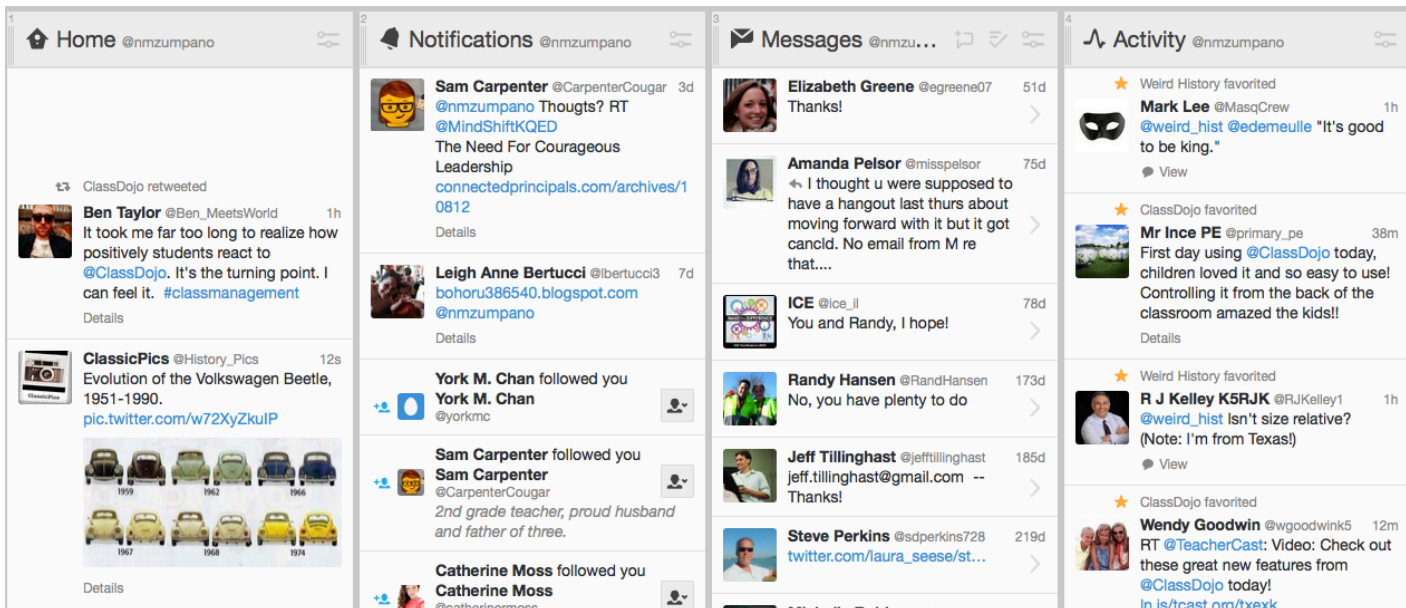 1
Home @nmzumpano
ClassDojo retweeted
Ben Taylor @Ben_MeetsWorld 1h
It took me far too long to realize how
positively students react to
@ClassDojo. It's the turning point. I
can feel it. #classmanagement
Details
ClassicPics @History_Pics 12s
Evolution of the Volkswagen Beetle,
1951-1990.
pic.twitter.com/w72XyZkuIP
1959 1962 1966
1967 1968 1974
Details
2
Notifications @nmzumpano
Sam Carpenter @CarpenterCougar 3d
@nmzumpano Thougts? RT
@MindShiftKQED
The Need For Courageous
Leadership
connectedprincipals.com/archives/1
0812
Details
Leigh Anne Bertucci @lbertucci3 7d
bohoru386540.blogspot.com
@nmzumpano
Details
York M. Chan followed you
York M. Chan
@yorkmc
Sam Carpenter followed you
Sam Carpenter
@CarpenterCougar
2nd grade teacher, proud husband
and father of three.
Catherine Moss followed you
Catherine Moss
@catherinermoss
3
Messages @nmzu...
Elizabeth Greene @egreene07 51d
Thanks!
Amanda Pelsor @misspelsor 75d
I thought u were supposed to
have a hangout last thurs about
moving forward with it but it got
cancld. No email from M re
that....
ICE @ice_il 78d
You and Randy, I hope!
Randy Hansen @RandHansen 173d
No, you have plenty to do
Jeff Tillinghast @jefftillinghast 185d
jeff.tillinghast@gmail.com --
Thanks!
Steve Perkins @sdperkins728 219d
twitter.com/laura_seese/st...
4
Activity @nmzumpano
Weird History favorited
Mark Lee @MasqCrew 1h
@weird_hist @edemeulle "It's good
to be king."
View
ClassDojo favorited
Mr Ince PE @primary_pe 38m
First day using @ClassDojo today,
children loved it and so easy to use!
Controlling it from the back of the
classroom amazed the kids!!
Details
Weird History favorited
R J Kelley K5RJK @RJKelley1 1h
@weird_hist Isn't size relative?
(Note: I'm from Texas!)
View
ClassDojo favorited
Wendy Goodwin @wgoodwink5 12m
RT @TeacherCast: Video: Check out
these great new features from
@ClassDojo today!
ln.is/tcast.org/txexk